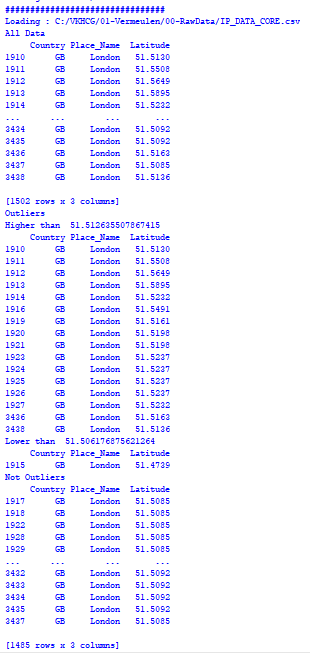 ##############################
Loading : C:/VKHCG/01-Vermeulen/00-RawData/IP_DATA_CORE.csv
All Data
Country Place_Name Latitude
1910 GB London 51.5130
1911 GB London 51.5508
1912 GB London 51.5649
1913 GB London 51.5895
1914 GB London 51.5232
... ... ... ...
3434 GB London 51.5092
3435 GB London 51.5092
3436 GB London 51.5163
3437 GB London 51.5085
3438 GB London 51.5136
[1502 rows x 3 columns]
Outliers
Higher than 51.512635507867415
Country Place_Name Latitude
1910 GB London 51.5130
1911 GB London 51.5508
1912 GB London 51.5649
1913 GB London 51.5895
1914 GB London 51.5232
1916 GB London 51.5491
1919 GB London 51.5161
1920 GB London 51.5198
1921 GB London 51.5198
1923 GB London 51.5237
1924 GB London 51.5237
1925 GB London 51.5237
1926 GB London 51.5237
1927 GB London 51.5232
3436 GB London 51.5163
3438 GB London 51.5136
Lower than 51.506176875621264
Country Place_Name Latitude
1915 GB London 51.4739
Not Outliers
Country Place_Name Latitude
1917 GB London 51.5085
1918 GB London 51.5085
1922 GB London 51.5085
1928 GB London 51.5085
1929 GB London 51.5085
... ... ... ...
3432 GB London 51.5092
3433 GB London 51.5092
3434 GB London 51.5092
3435 GB London 51.5092
3437 GB London 51.5085
[1485 rows x 3 columns]